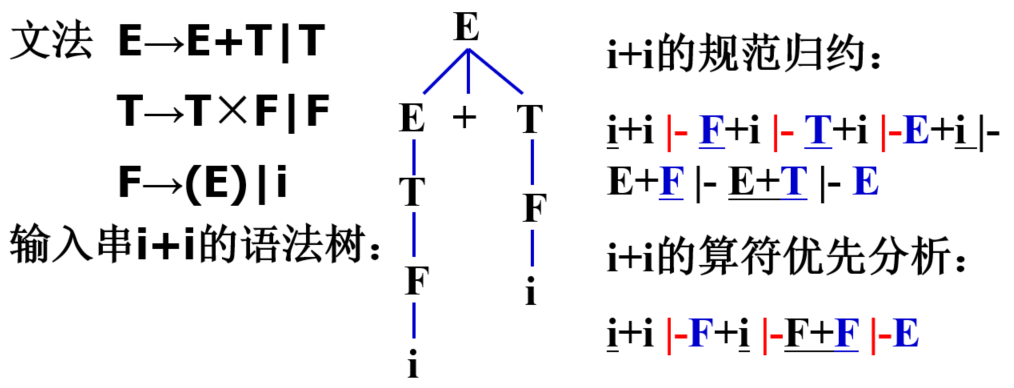 文法 E→E+T|T
T→T×F|F
F→(E)|i
输入串i+i的语法树：
E
E + T
T
F
F
i
i
i+i的规范归约：
i+i |- F+i |- T+i |-E+i |-
E+F |- E+T |- E
i+i的算符优先分析：
i+i |-F+i |-F+F |-E